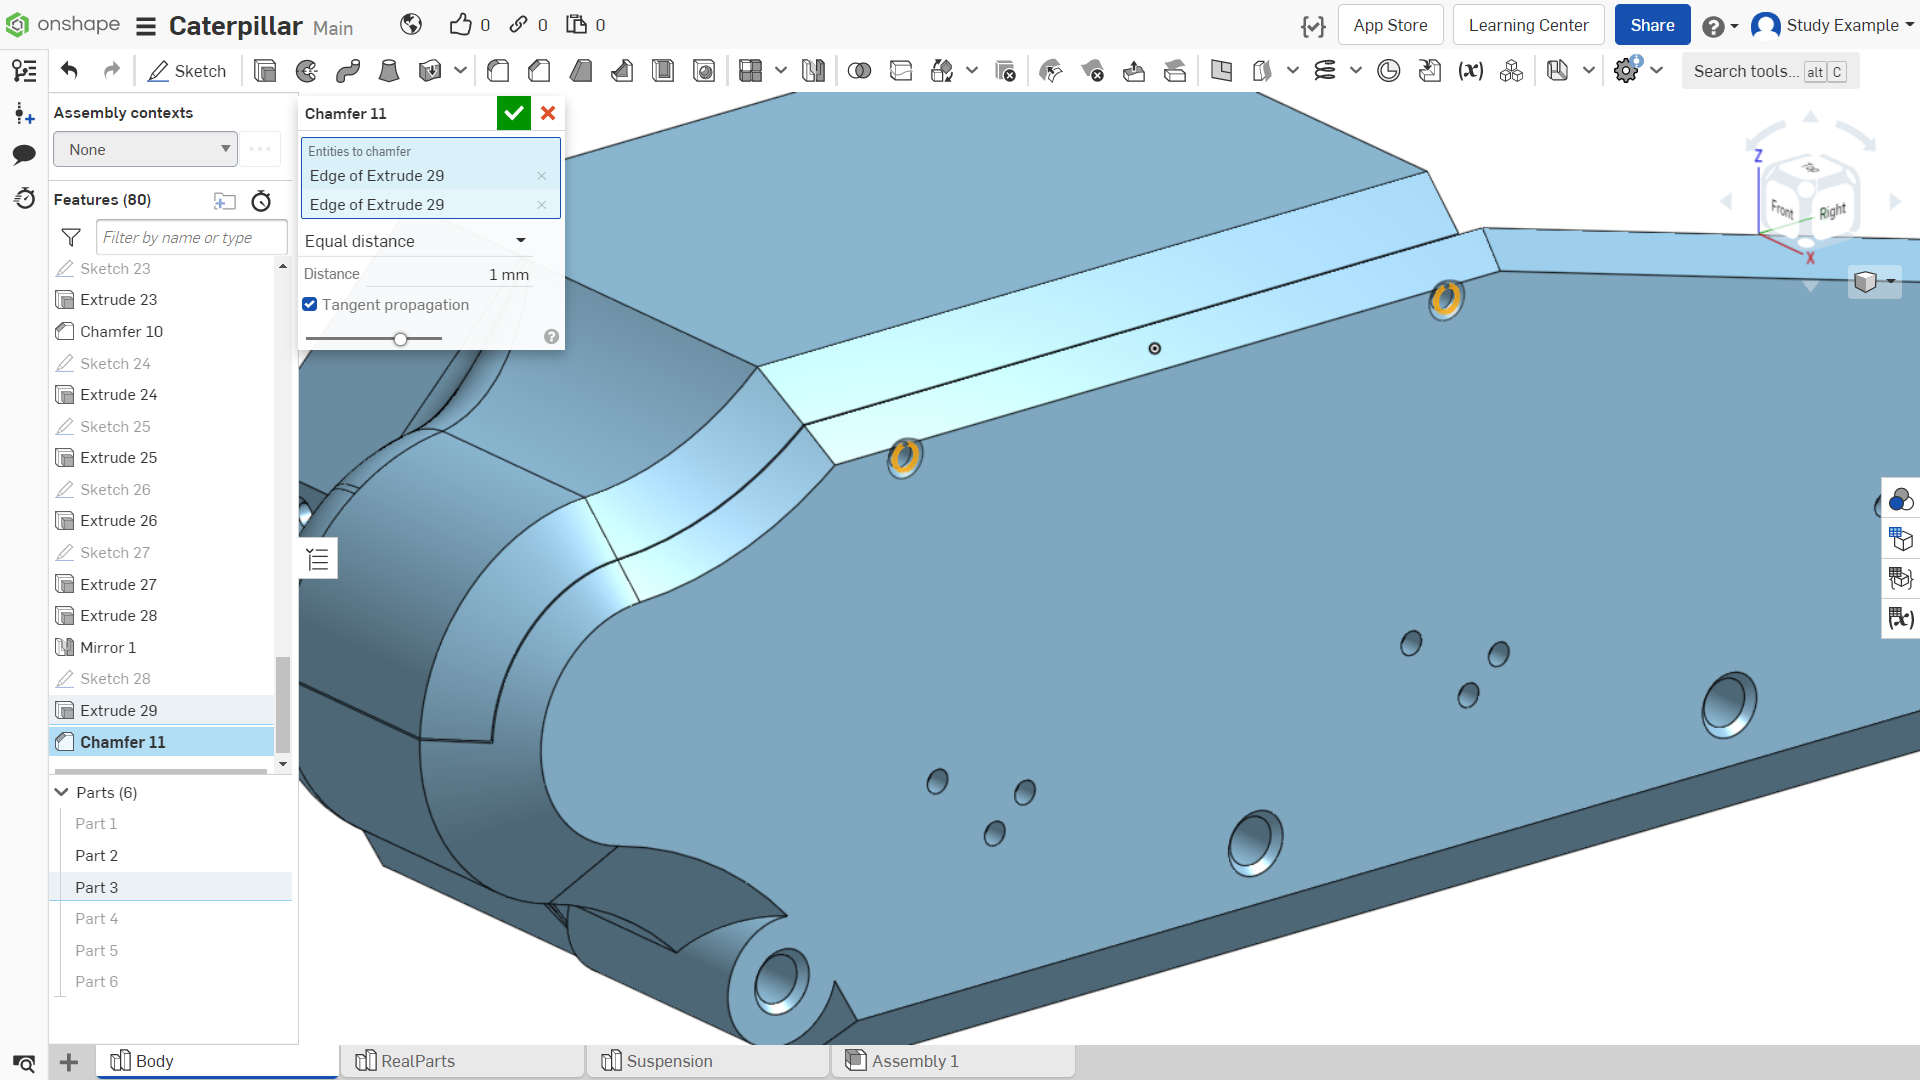 onshape
Caterpillar Main
0
0
0
App Store
Learning Center
Share
Study Example
Sketch
Search tools... alt C
Assembly contexts
None
Features (80)
Filter by name or type
Sketch 23
Extrude 23
Chamfer 10
Sketch 24
Extrude 24
Sketch 25
Extrude 25
Sketch 26
Extrude 26
Sketch 27
Extrude 27
Extrude 28
Mirror 1
Sketch 28
Extrude 29
Chamfer 11
Parts (6)
Part 1
Part 2
Part 3
Part 4
Part 5
Part 6
Chamfer 11
Entities to chamfer
Edge of Extrude 29
Edge of Extrude 29
Equal distance
Distance 1 mm
Tangent propagation
Z
Front
Right
X
Body
RealParts
Suspension
Assembly 1